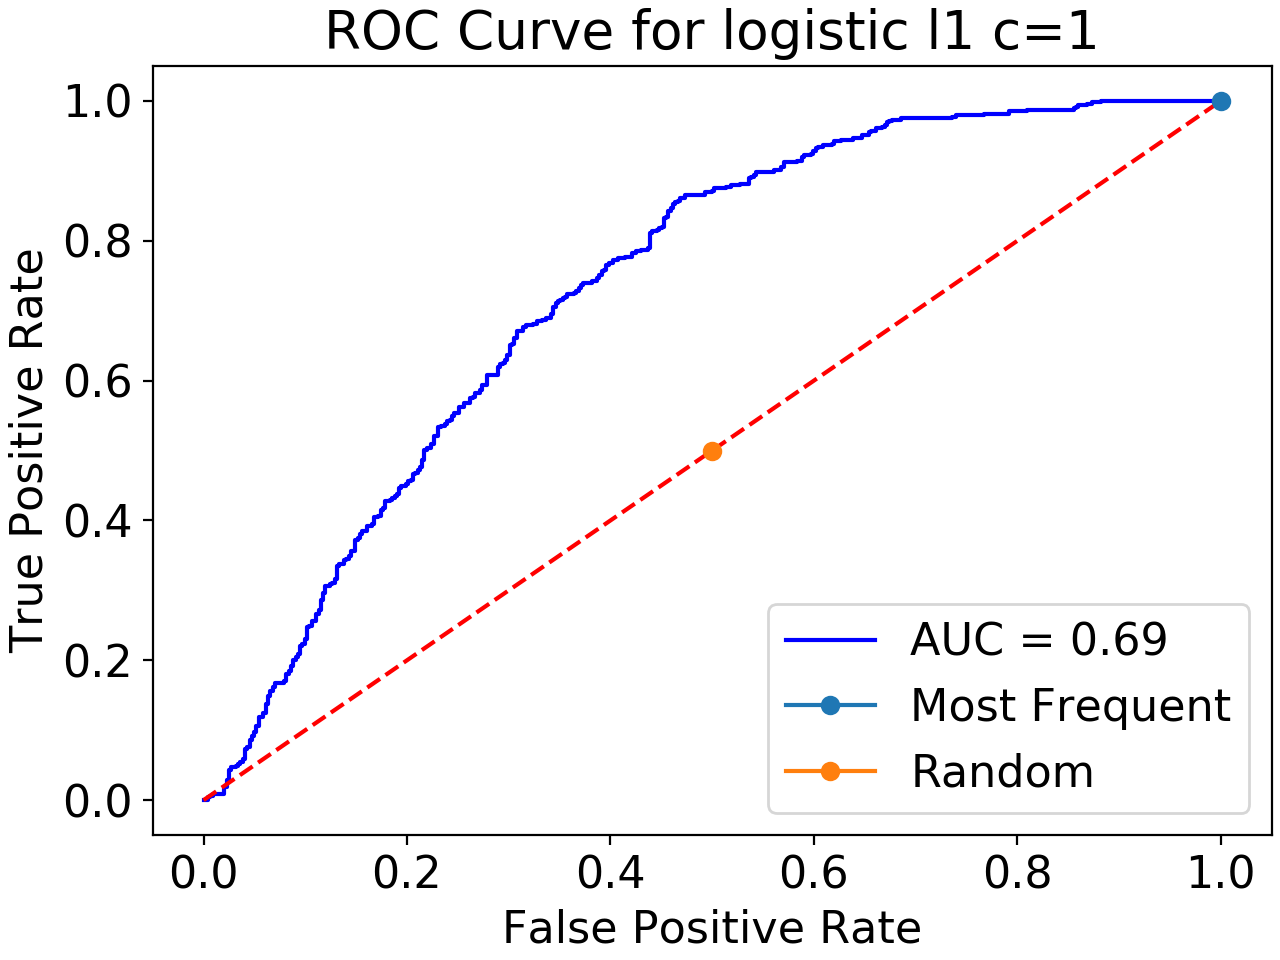 ROC Curve for logistic l1 c=1
True Positive Rate
1.0
0.8
0.6
0.4
0.2
0.0
AUC = 0.69
Most Frequent
Random
0.0 0.2 0.4 0.6 0.8 1.0
False Positive Rate